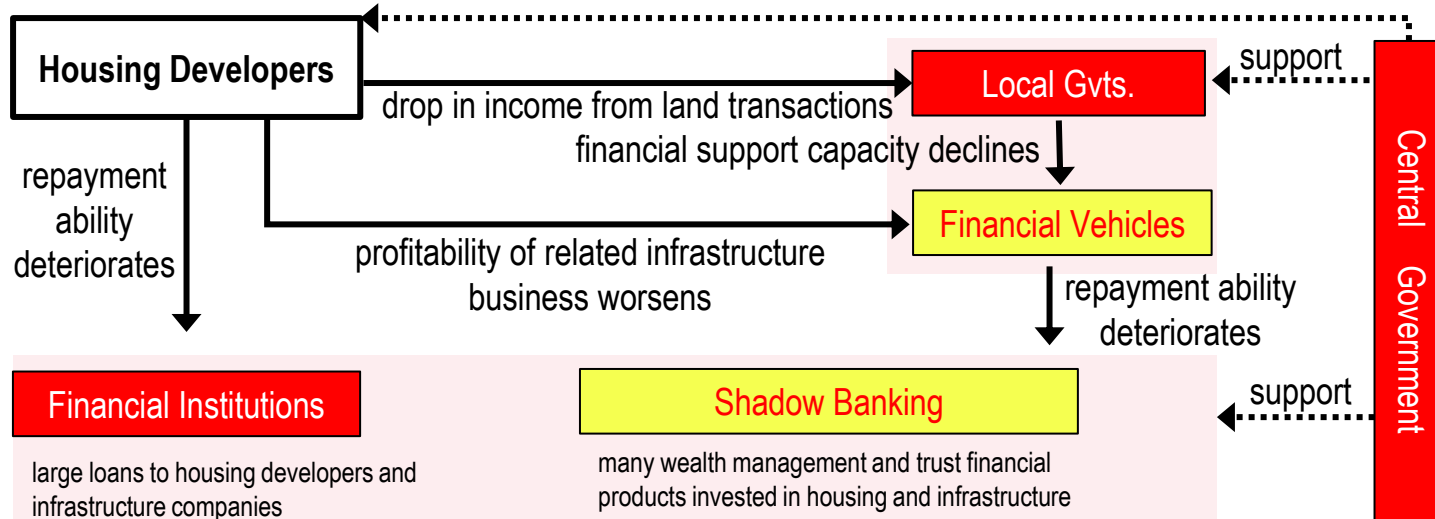 Housing Developers
support
Local Gvts.
drop in income from land transactions
financial support capacity declines
repayment
ability
deteriorates
Financial Vehicles
profitability of related infrastructure
business worsens
repayment ability
deteriorates
Central Government
Financial Institutions
Shadow Banking
support
large loans to housing developers and
infrastructure companies
many wealth management and trust financial
products invested in housing and infrastructure